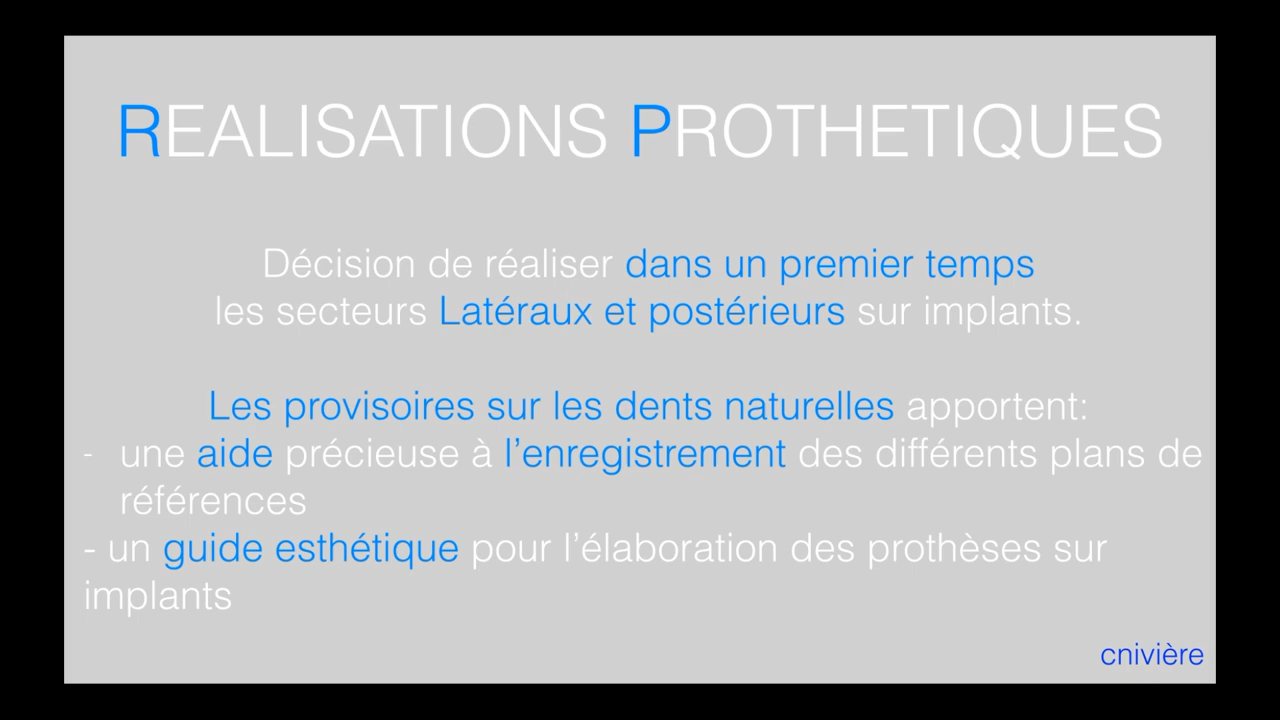 REALISATIONS PROTHETIQUES
Décision de réaliser dans un premier temps
les secteurs Latéraux et postérieurs sur implants.
Les provisoires sur les dents naturelles apportent:
- une aide précieuse à l’enregistrement des différents plans de
références
- un guide esthétique pour l’élaboration des prothèses sur
implants
cnivière